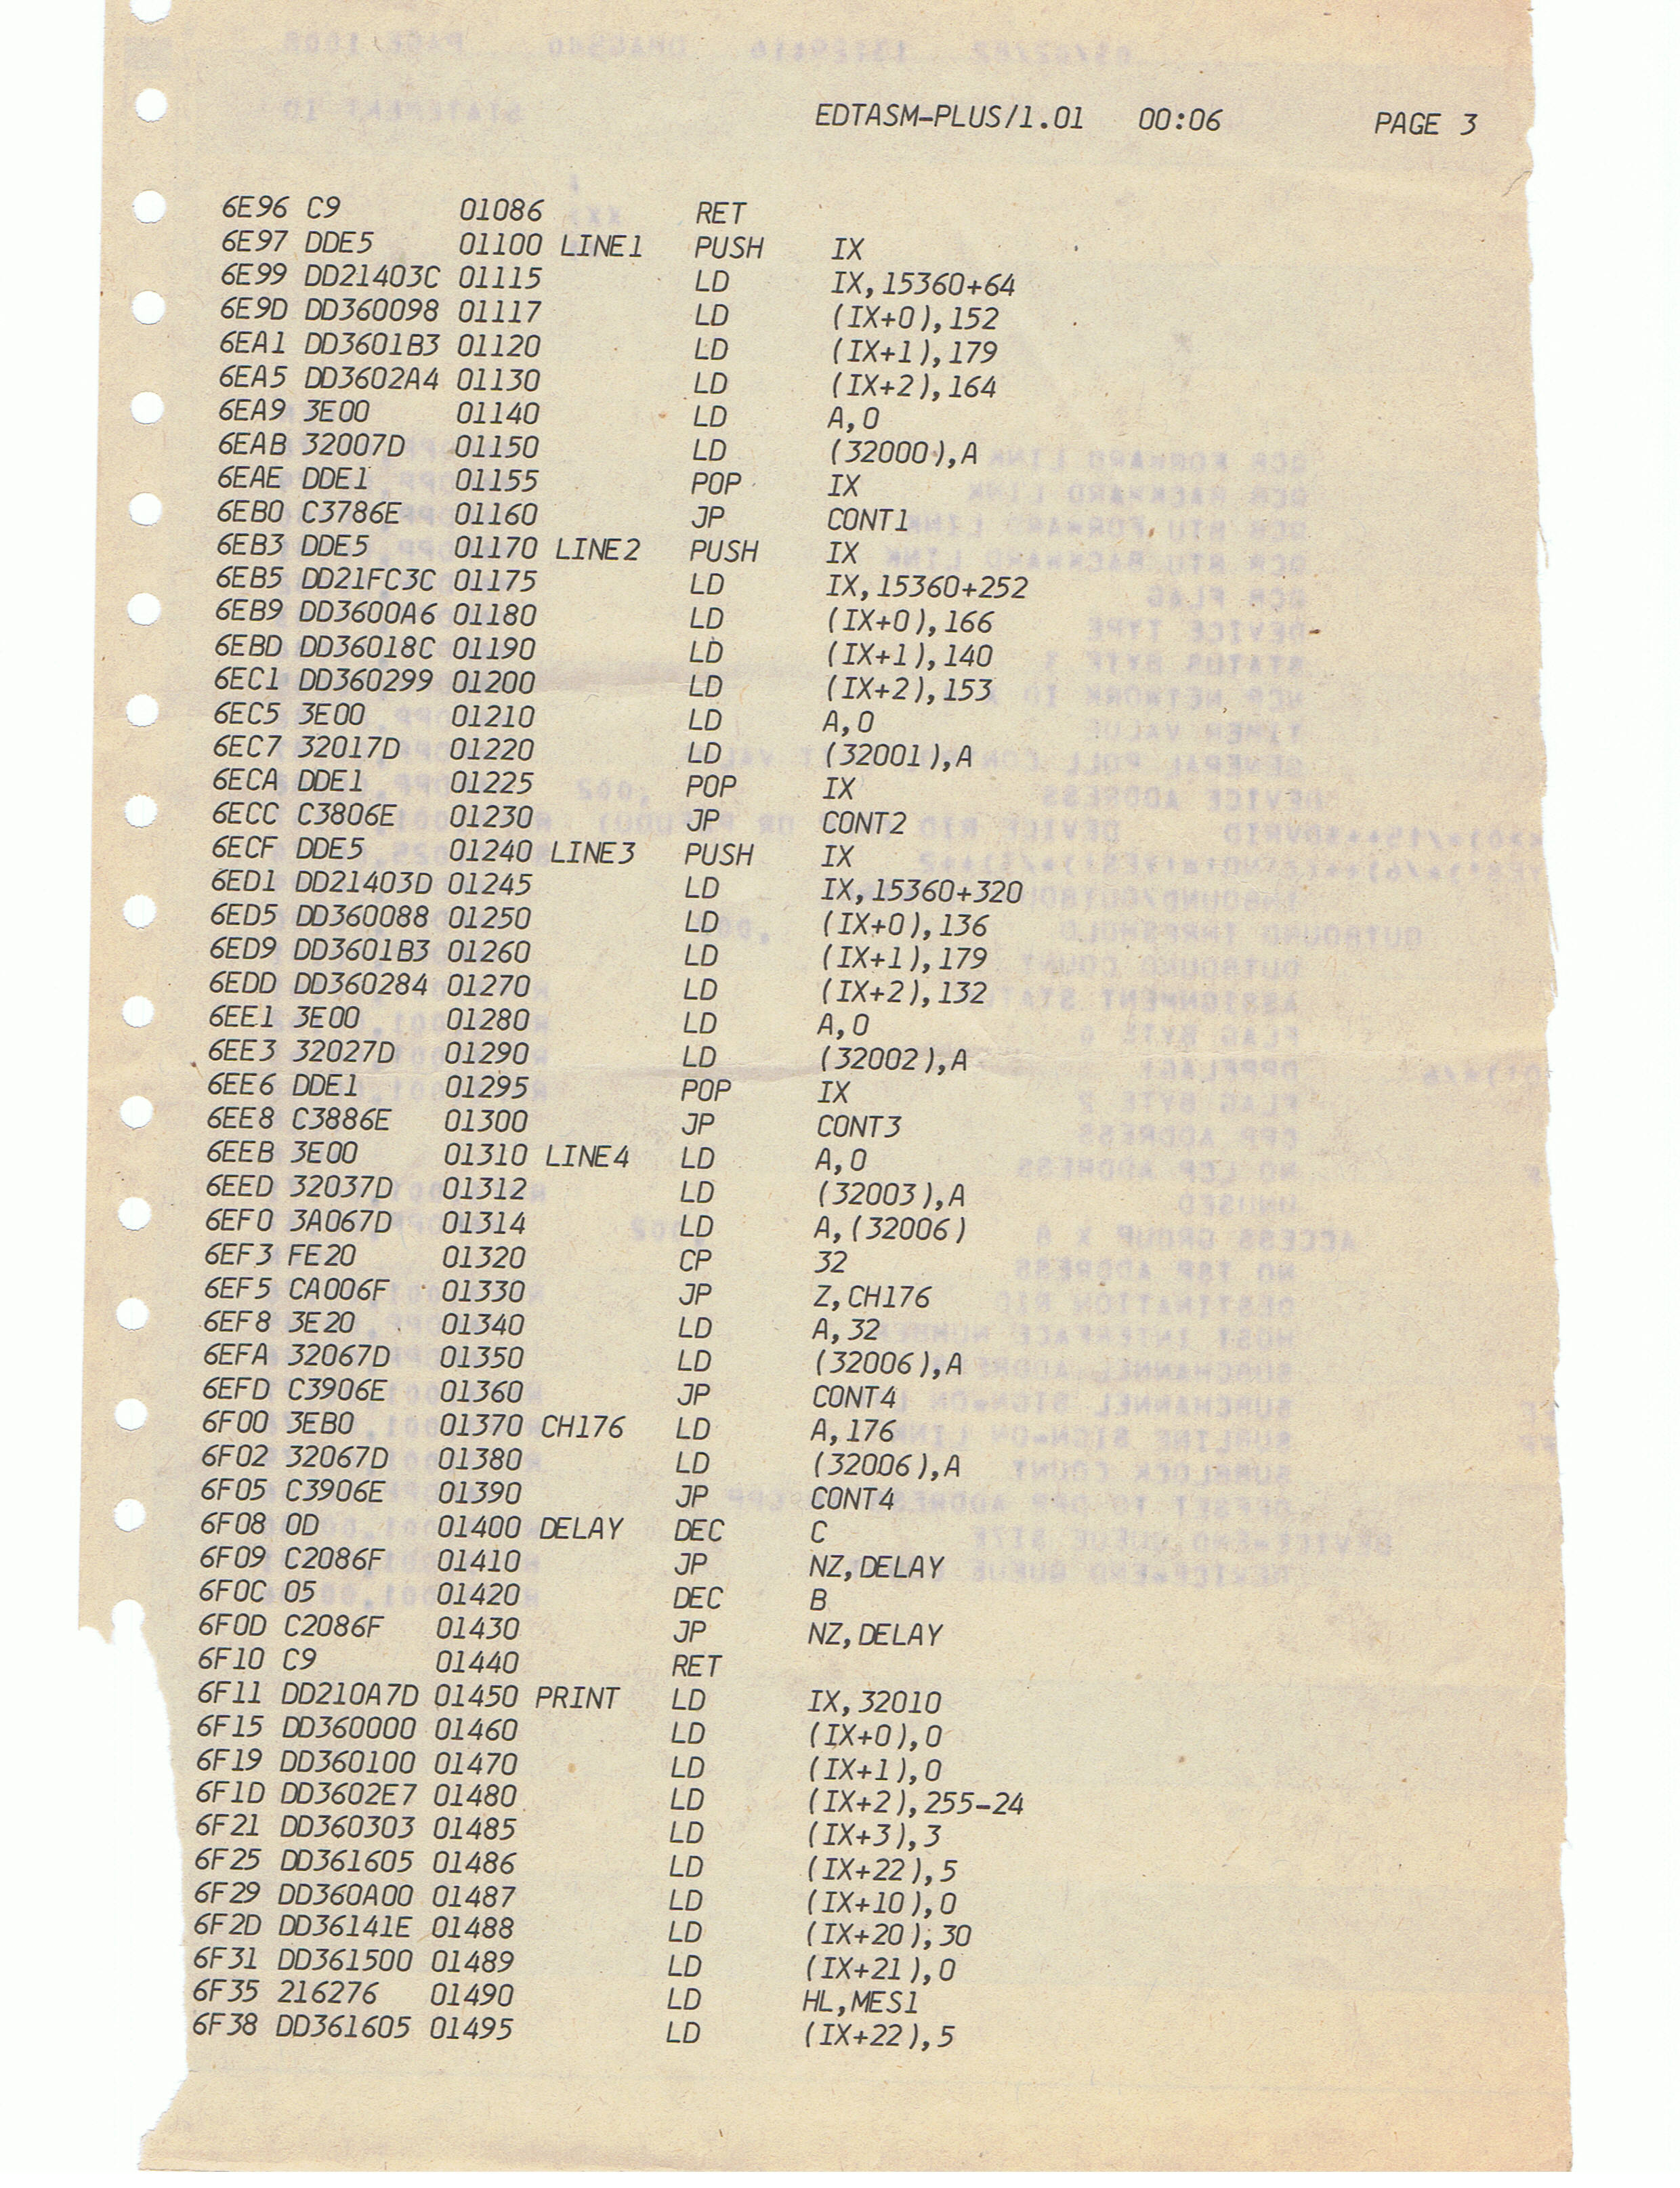 EDTASM-PLUS/1.01   00:06   PAGE 3
6E96 C9       01086         RET
6E97 DDE5     01100 LINE1   PUSH    IX
6E99 DD21403C 01115         LD      IX,15360+64
6E9D DD360098 01117         LD      (IX+0),152
6EA1 DD3601B3 01120         LD      (IX+1),179
6EA5 DD3602A4 01130         LD      (IX+2),164
6EA9 3E00     01140         LD      A,0
6EAB 32007D   01150         LD      (32000),A
6EAE DDE1     01155         POP     IX
6EB0 C3786E   01160         JP      CONT1
6EB3 DDE5     01170 LINE2   PUSH    IX
6EB5 DD21FC3C 01175         LD      IX,15360+252
6EB9 DD3600A6 01180         LD      (IX+0),166
6EBD DD36018C 01190         LD      (IX+1),140
6EC1 DD360299 01200         LD      (IX+2),153
6EC5 3E00     01210         LD      A,0
6EC7 32017D   01220         LD      (32001),A
6ECA DDE1     01225         POP     IX
6ECC C3806E   01230         JP      CONT2
6ECF DDE5     01240 LINE3   PUSH    IX
6ED1 DD21403D 01245         LD      IX,15360+320
6ED5 DD360088 01250         LD      (IX+0),136
6ED9 DD3601B3 01260         LD      (IX+1),179
6EDD DD360284 01270         LD      (IX+2),132
6EE1 3E00     01280         LD      A,0
6EE3 32027D   01290         LD      (32002),A
6EE6 DDE1     01295         POP     IX
6EE8 C3886E   01300         JP      CONT3
6EEB 3E00     01310 LINE4   LD      A,0
6EED 32037D   01312         LD      (32003),A
6EF0 3A067D   01314         LD      A,(32006)
6EF3 FE20     01320         CP      32
6EF5 CA006F   01330         JP      Z,CH176
6EF8 3E20     01340         LD      A,32
6EFA 32067D   01350         LD      (32006),A
6EFD C3906E   01360         JP      CONT4
6F00 3EB0     01370 CH176   LD      A,176
6F02 32067D   01380         LD      (32006),A
6F05 C3906E   01390         JP      CONT4
6F08 0D       01400 DELAY   DEC     C
6F09 C2086F   01410         JP      NZ,DELAY
6F0C 05       01420         DEC     B
6F0D C2086F   01430         JP      NZ,DELAY
6F10 C9       01440         RET
6F11 DD210A7D 01450 PRINT   LD      IX,32010
6F15 DD360000 01460         LD      (IX+0),0
6F19 DD360100 01470         LD      (IX+1),0
6F1D DD3602E7 01480         LD      (IX+2),255-24
6F21 DD360303 01485         LD      (IX+3),3
6F25 DD361605 01486         LD      (IX+22),5
6F29 DD360A00 01487         LD      (IX+10),0
6F2D DD36141E 01488         LD      (IX+20),30
6F31 DD361500 01489         LD      (IX+21),0
6F35 216276   01490         LD      HL,MES1
6F38 DD361605 01495         LD      (IX+22),5